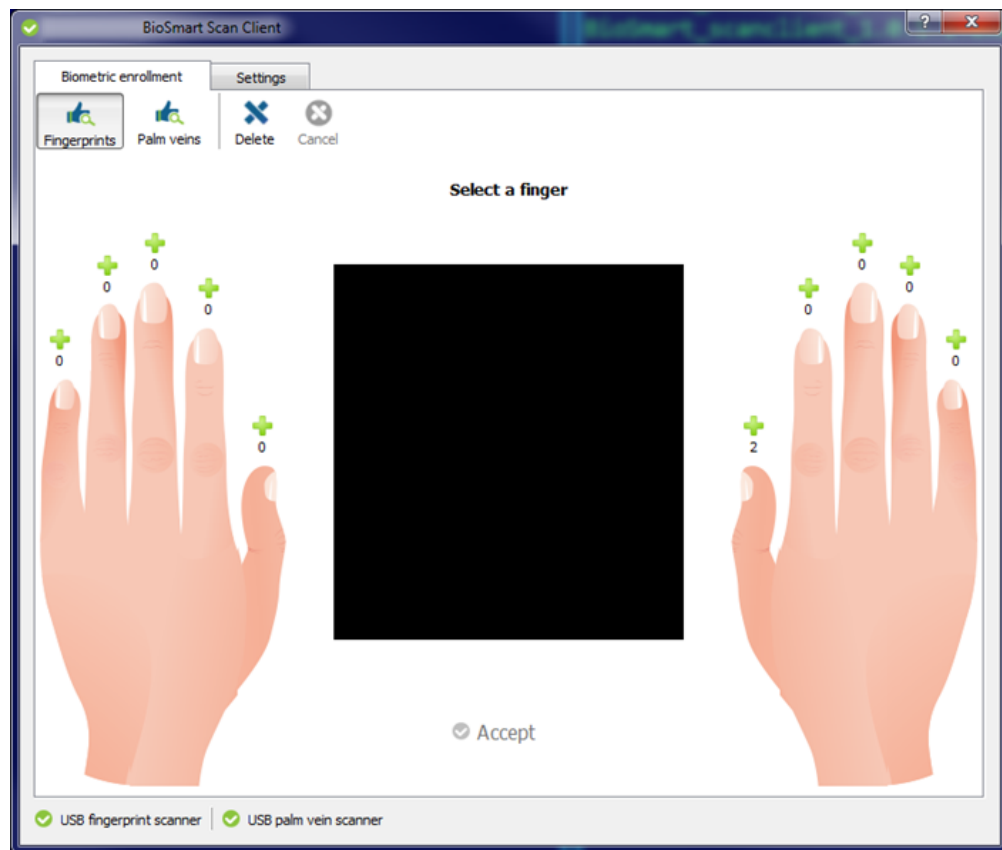 BioSmart Scan Client
BioSmart_scanclient_1.
?
X
Biometric enrollment Settings
Fingerprints Palm veins Delete Cancel
Select a finger
0 0
0 0
0 0
0 0
0 2
Accept
USB fingerprint scanner USB palm vein scanner